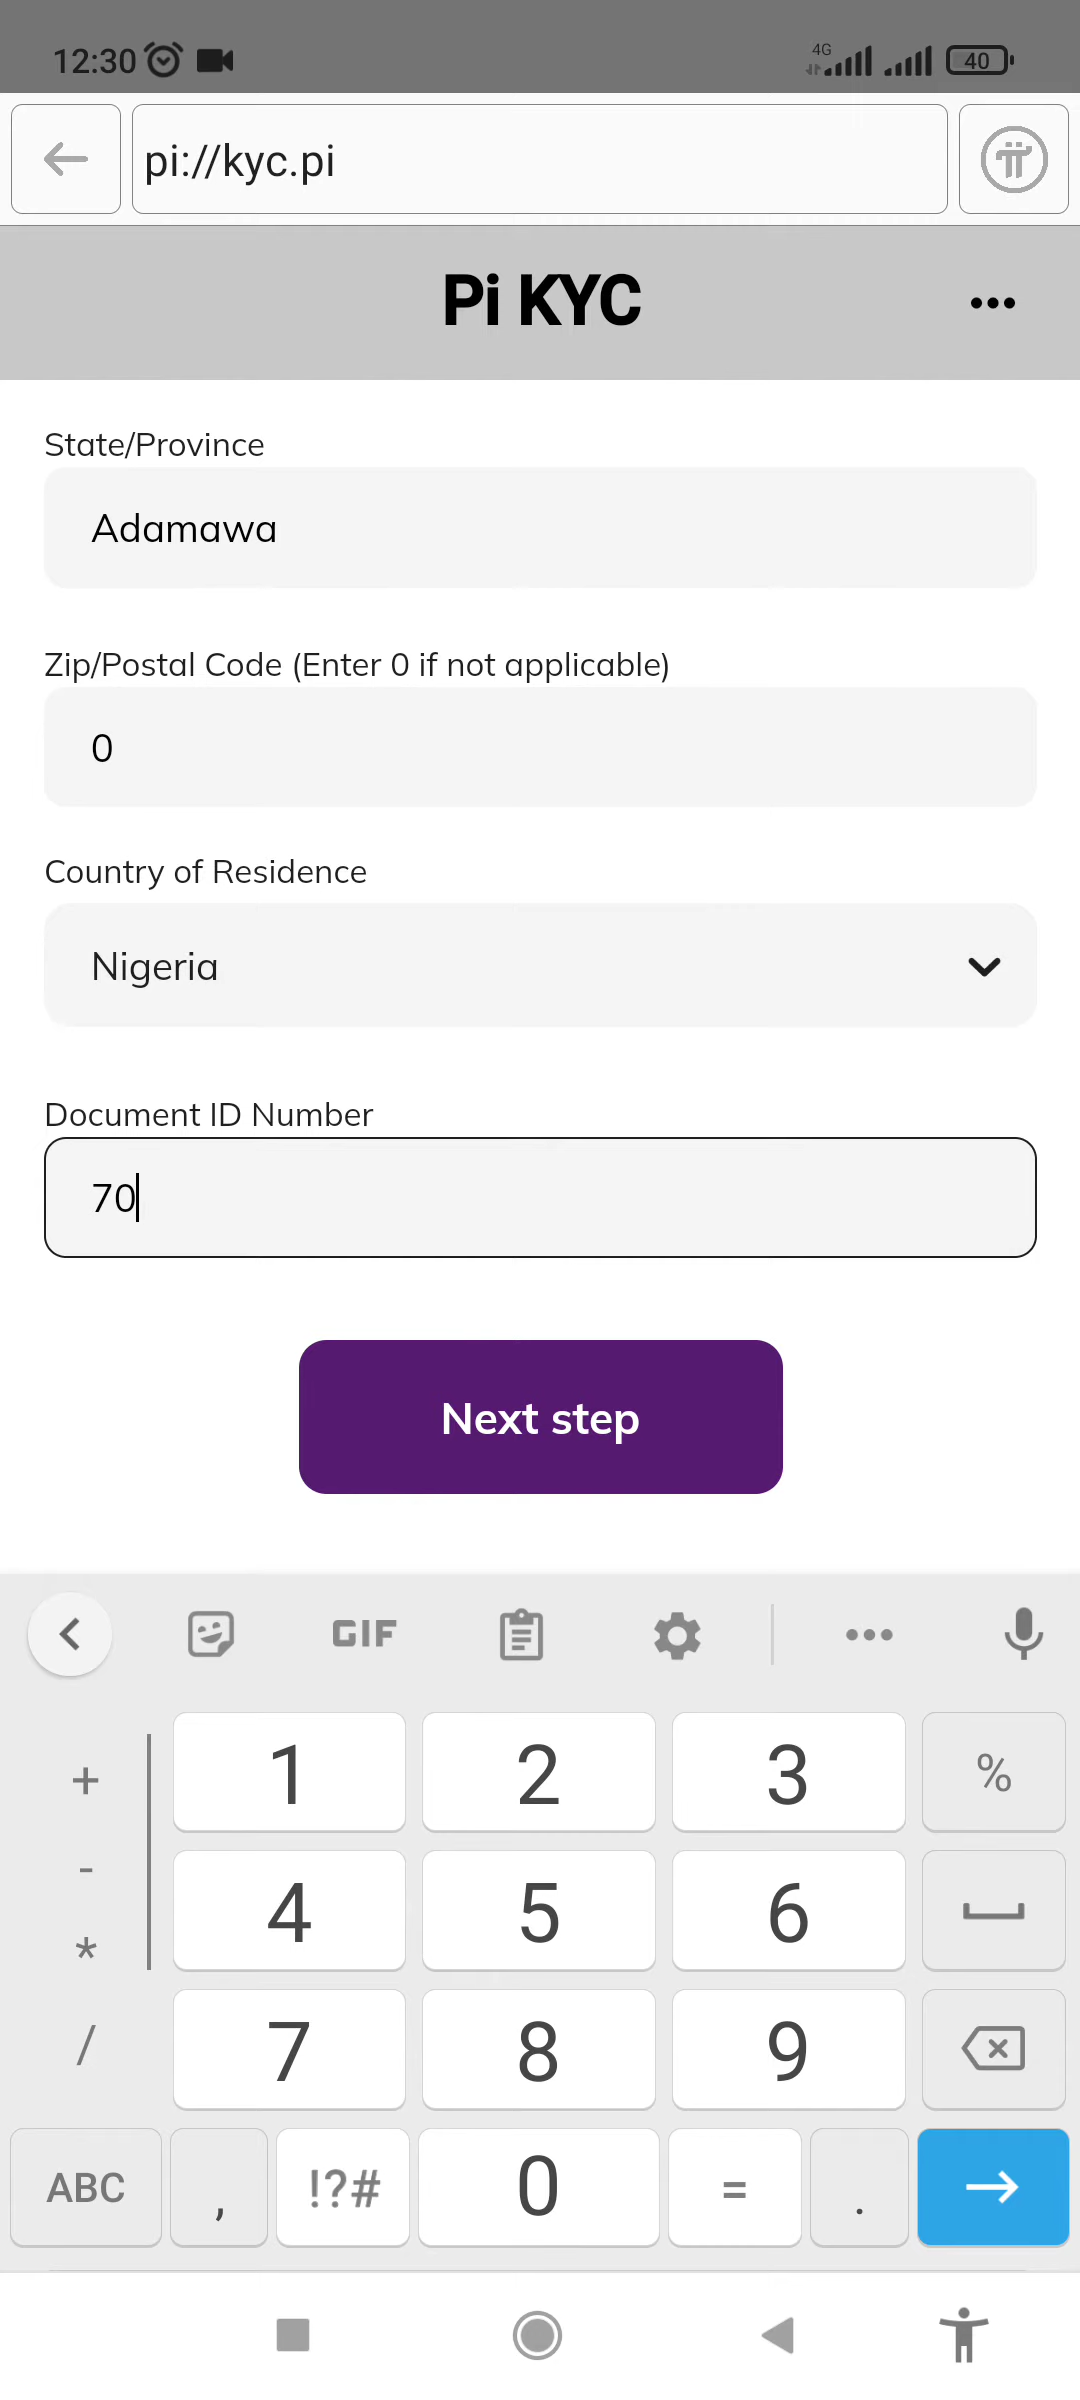 12:30
4G
40
pi://kyc.pi
Pi KYC
State/Province
Adamawa
Zip/Postal Code (Enter 0 if not applicable)
0
Country of Residence
Nigeria
Document ID Number
70
Next step
GIF
+ 1 2 3 %
- 4 5 6
*
/ 7 8 9
ABC , !?# 0 = .